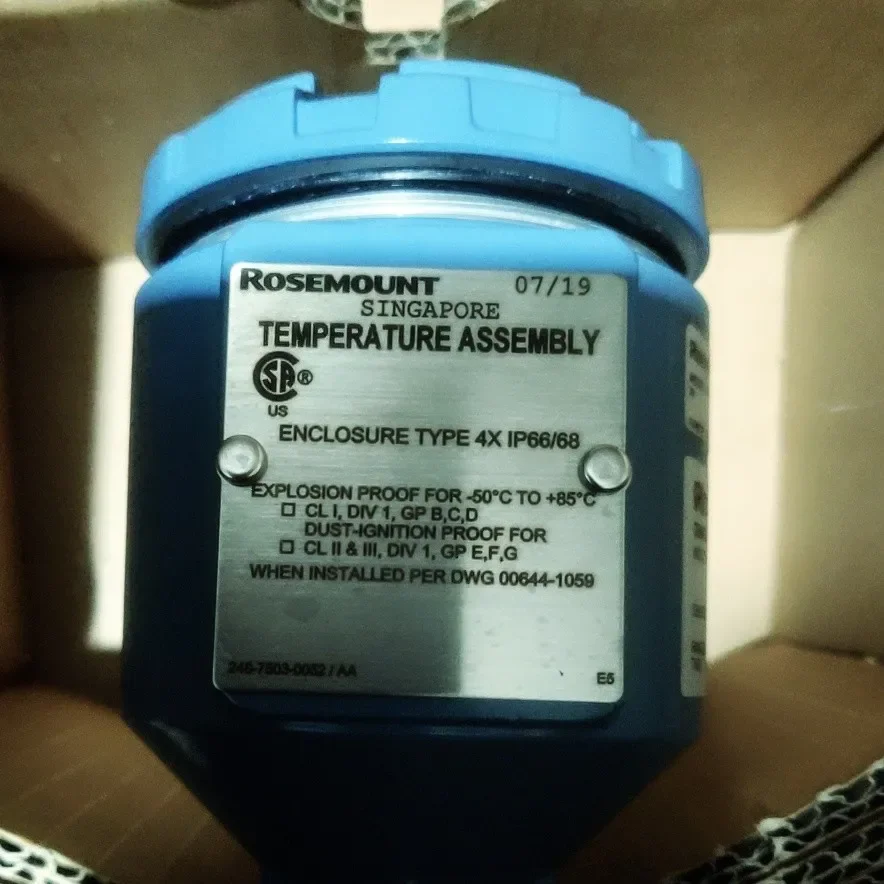 ROSEMOUNT 07/19
SINGAPORE
TEMPERATURE ASSEMBLY
SA ®
US
ENCLOSURE TYPE 4X IP66/68
EXPLOSION PROOF FOR -50°C TO +85°C
☐ CL I, DIV 1, GP B,C,D
DUST-IGNITION PROOF FOR
☐ CL II & III, DIV 1, GP E,F,G
WHEN INSTALLED PER DWG 00644-1059
/ AA
E5